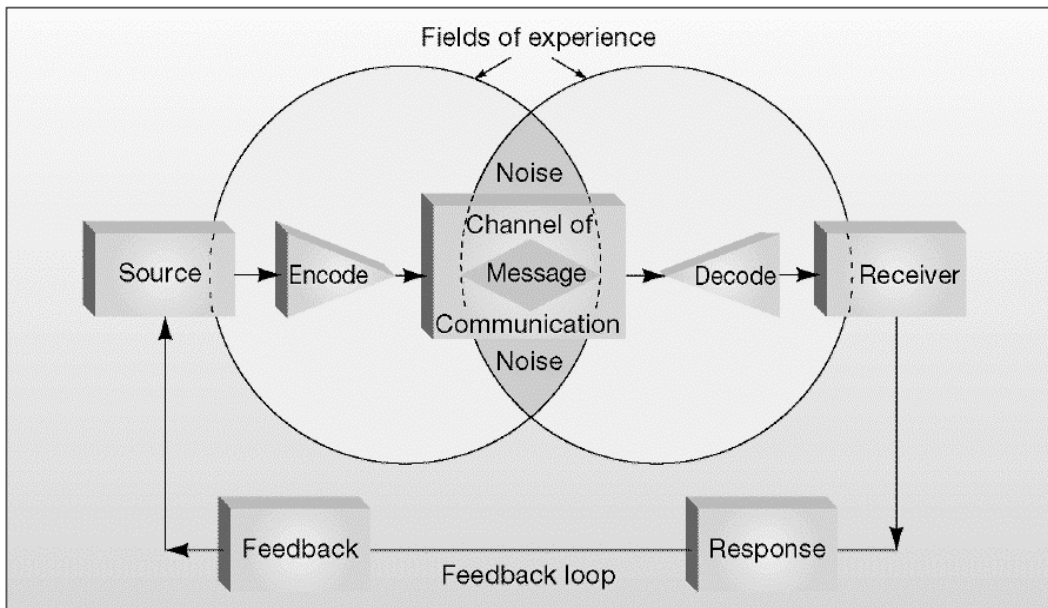 Fields of experience
Noise
Channel of
Source
Encode
Message
Decode
Receiver
Communication
Noise
Feedback
Response
Feedback loop